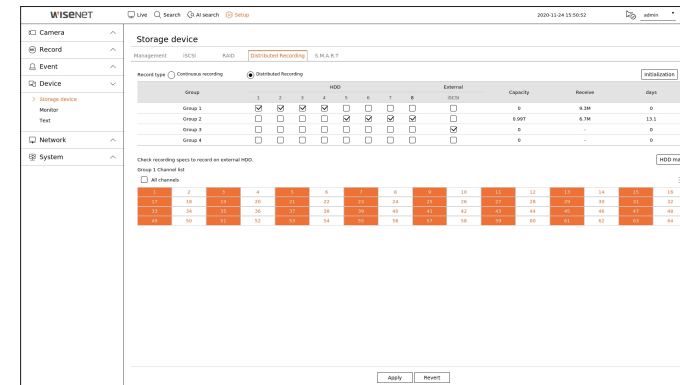 WISENET
Live Search AI search Setup 2020-11-24 15:50:52 admin
Camera
Record
Event
Device
Storage device
Monitor
Text
Network
System
Storage device
Management iSCSI RAID Distributed Recording S.M.A.R.T
Record type Continuous recording Distributed Recording Initialization
Group HDD External Capacity Receive days
1 2 3 4 5 6 7 8 iSCSI
Group 1 0 9.3M 0
Group 2 0.99T 6.7M 13.1
Group 3 0 - 0
Group 4 0 - 0
Check recording specs to record on external HDD. HDD ma
Group 1 Channel list
All channels
1 2 3 4 5 6 7 8 9 10 11 12 13 14 15 16
17 18 19 20 21 22 23 24 25 26 27 28 29 30 31 32
33 34 35 36 37 38 39 40 41 42 43 44 45 46 47 48
49 50 51 52 53 54 55 56 57 58 59 60 61 62 63 64
Apply Revert